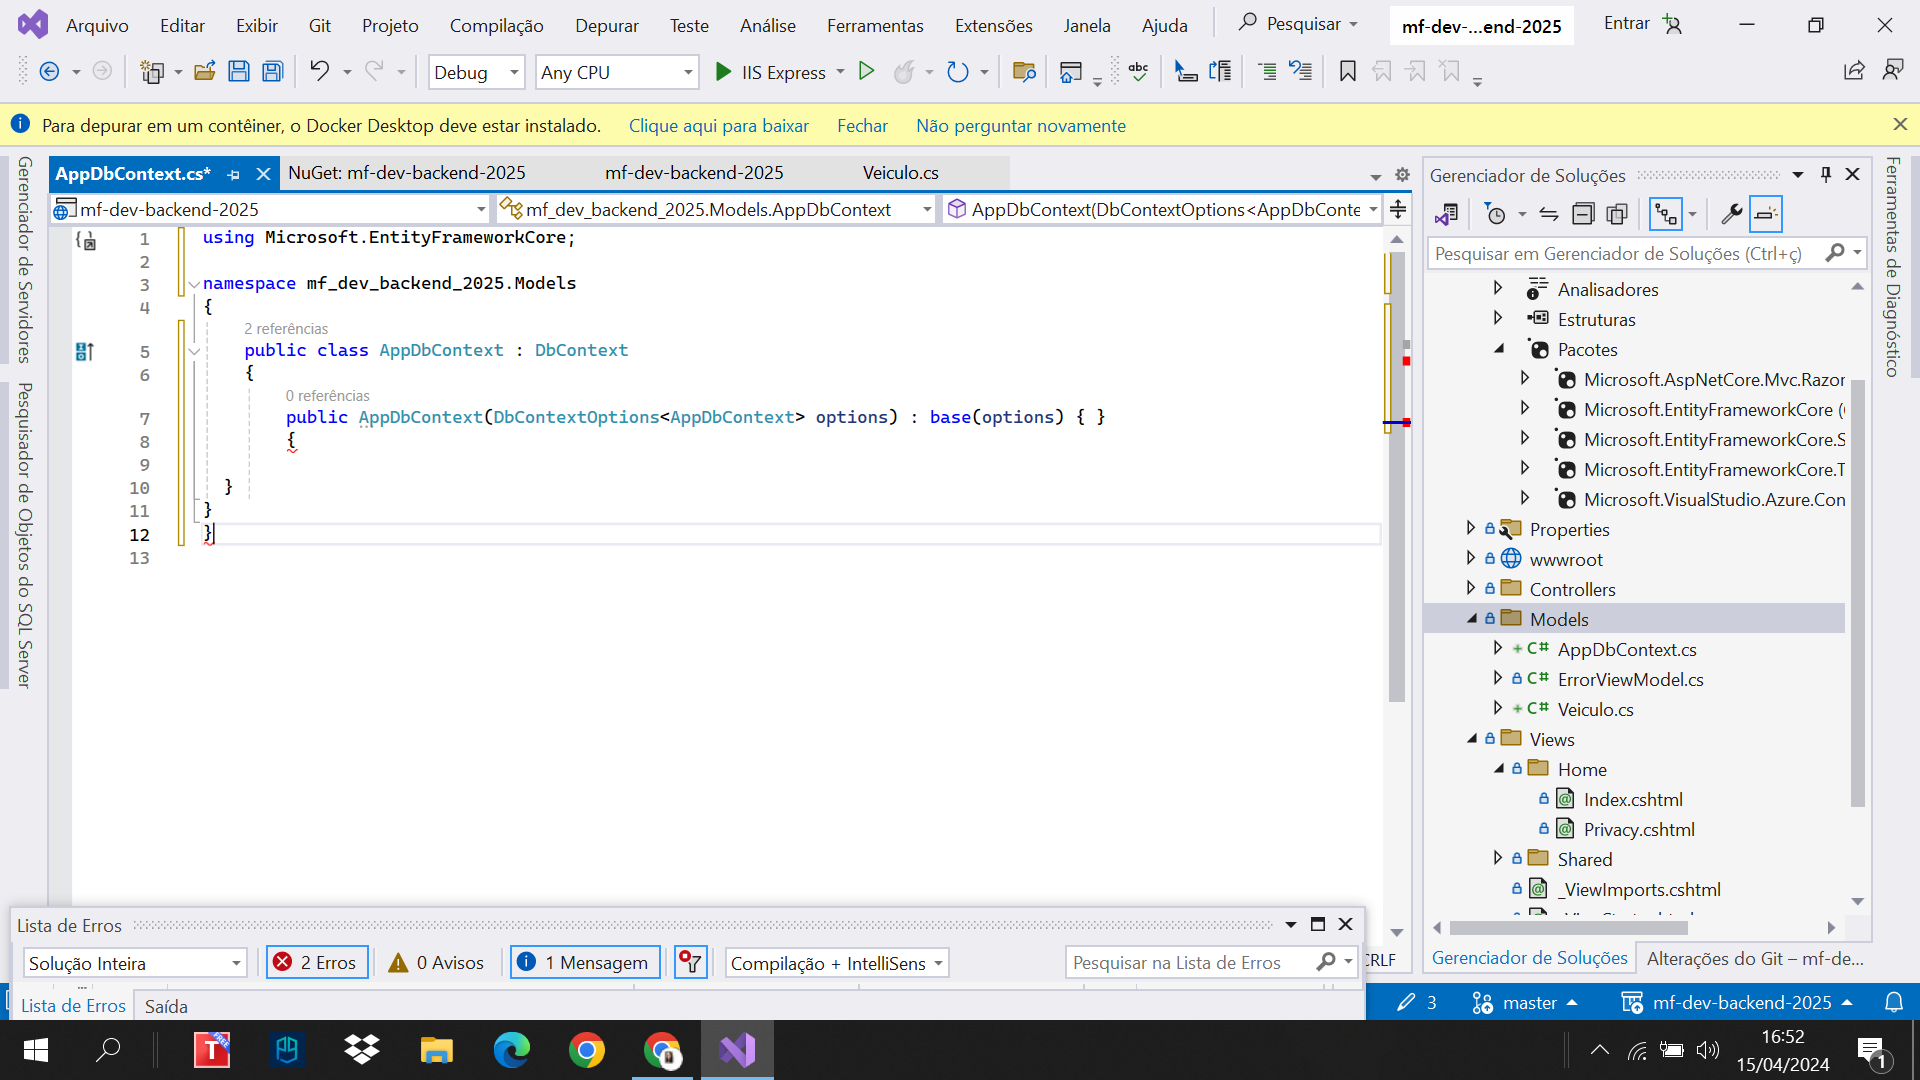 Arquivo Editar Exibir Git Projeto Compilação Depurar Teste Análise Ferramentas Extensões Janela Ajuda Pesquisar mf-dev-...end-2025 Entrar
Debug Any CPU IIS Express abc
Para depurar em um contêiner, o Docker Desktop deve estar instalado. Clique aqui para baixar Fechar Não perguntar novamente
Gerenciador de Servidores
Pesquisador de Objetos do SQL Server
AppDbContext.cs* NuGet: mf-dev-backend-2025 mf-dev-backend-2025 Veiculo.cs
mf-dev-backend-2025 mf_dev_backend_2025.Models.AppDbContext AppDbContext(DbContextOptions<AppDbConte
1 using Microsoft.EntityFrameworkCore;
2
3 namespace mf_dev_backend_2025.Models
4 {
2 referências
5 public class AppDbContext : DbContext
6 {
0 referências
7 public AppDbContext(DbContextOptions<AppDbContext> options) : base(options) { }
8 {
9
10 }
11 }
12 }
13
Gerenciador de Soluções
Pesquisar em Gerenciador de Soluções (Ctrl+ç)
Analisadores
Estruturas
Pacotes
Microsoft.AspNetCore.Mvc.Razor
Microsoft.EntityFrameworkCore (
Microsoft.EntityFrameworkCore.S
Microsoft.EntityFrameworkCore.T
Microsoft.VisualStudio.Azure.Con
Properties
wwwroot
Controllers
Models
C# AppDbContext.cs
C# ErrorViewModel.cs
C# Veiculo.cs
Views
Home
Index.cshtml
Privacy.cshtml
Shared
_ViewImports.cshtml
Gerenciador de Soluções Alterações do Git – mf-de...
Ferramentas de Diagnóstico
Lista de Erros
Solução Inteira 2 Erros 0 Avisos 1 Mensagem Compilação + IntelliSens Pesquisar na Lista de Erros
CRLF
Lista de Erros Saída
3 master mf-dev-backend-2025
16:52
15/04/2024
1